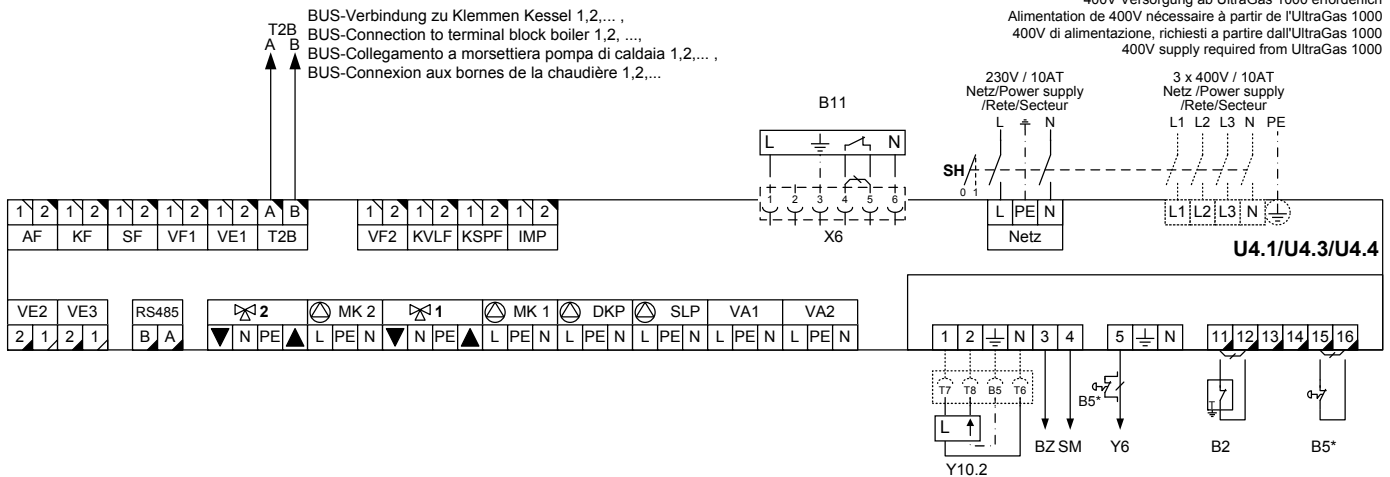 BUS-Verbindung zu Klemmen Kessel 1,2,... ,
BUS-Connection to terminal block boiler 1,2, ...,
BUS-Collegamento a morsettiera pompa di caldaia 1,2,... ,
BUS-Connexion aux bornes de la chaudière 1,2,...
T2B
A B
400V Versorgung ab UltraGas 1000 erforderlich
Alimentation de 400V nécessaire à partir de l'UltraGas 1000
400V di alimentazione, richiesti a partire dall'UltraGas 1000
400V supply required from UltraGas 1000
B11
L N
1 2 3 4 5 6
X6
230V / 10AT
Netz/Power supply
/Rete/Secteur
L N
3 x 400V / 10AT
Netz /Power supply
/Rete/Secteur
L1 L2 L3 N PE
SH
0 1
L PE N
Netz
L1 L2 L3 N
U4.1/U4.3/U4.4
1 2 1 2 1 2 1 2 1 2 A B
AF KF SF VF1 VE1 T2B
1 2 1 2 1 2 1 2
VF2 KVLF KSPF IMP
VE2 VE3 RS485 2 MK 2 1 MK 1 DKP SLP VA1 VA2
2 1 2 1 B A N PE L PE N N PE L PE N L PE N L PE N L PE N L PE N
1 2 N 3 4 5 N 11 12 13 14 15 16
T7 T8 B5 T6
L
Y10.2
BZ SM
B5*
Y6
T
B2
B5*